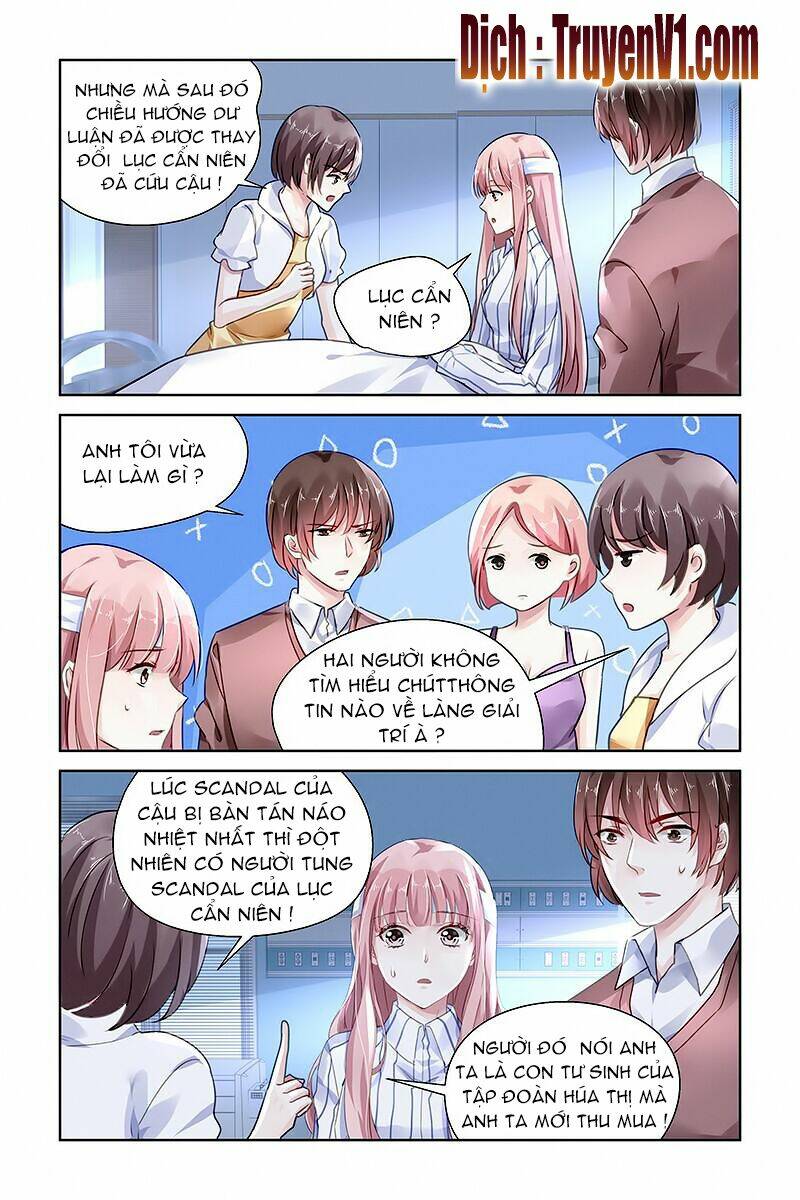 Dịch : TruyenV1.com
NHƯNG MÀ SAU ĐÓ
CHIỀU HƯỚNG DƯ
LUẬN ĐÃ ĐƯỢC THAY
ĐỔI LỤC CẨN NIÊN
ĐÃ CỨU CẬU !
LỤC CẨN
NIÊN ?
ANH TÔI VỪA
LẠI LÀM GÌ ?
HAI NGƯỜI KHÔNG
TÌM HIỂU CHÚTTHÔNG
TIN NÀO VỀ LÀNG GIẢI
TRÍ À ?
LÚC SCANDAL CỦA
CẬU BỊ BÀN TÁN NÁO
NHIỆT NHẤT THÌ ĐỘT
NHIÊN CÓ NGƯỜI TUNG
SCANDAL CỦA LỤC
CẨN NIÊN !
NGƯỜI ĐÓ NÓI ANH
TA LÀ CON TƯ SINH CỦA
TẬP ĐOÀN HÚA THỊ MÀ
ANH TA MỚI THU MUA !